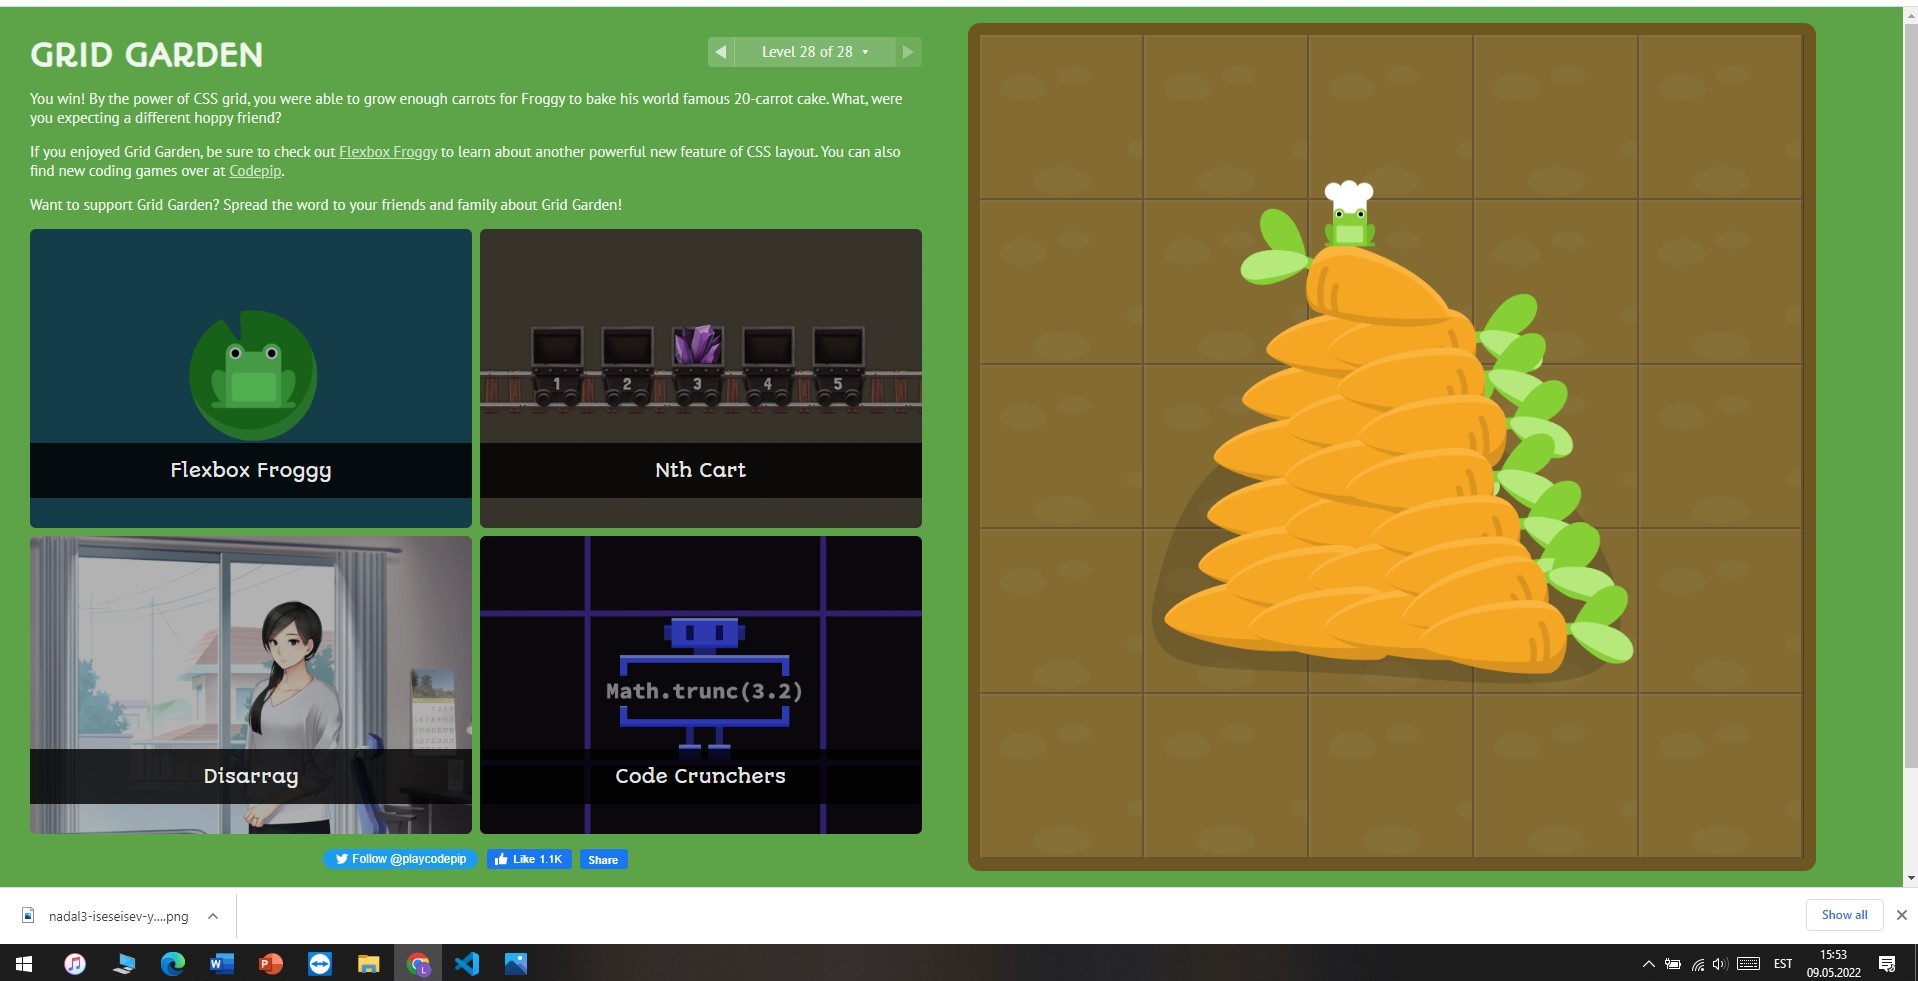 GRID GARDEN
Level 28 of 28
You win! By the power of CSS grid, you were able to grow enough carrots for Froggy to bake his world famous 20-carrot cake. What, were
you expecting a different hoppy friend?
If you enjoyed Grid Garden, be sure to check out Flexbox Froggy to learn about another powerful new feature of CSS layout. You can also
find new coding games over at Codepip.
Want to support Grid Garden? Spread the word to your friends and family about Grid Garden!
1 2 3 4 5
Flexbox Froggy
Nth Cart
Math.trunc(3.2)
Disarray
Code Crunchers
Follow @playcodepip
Like 1.1K
Share
nadal3-iseseisev-y....png
Show all
EST
15:53
09.05.2022